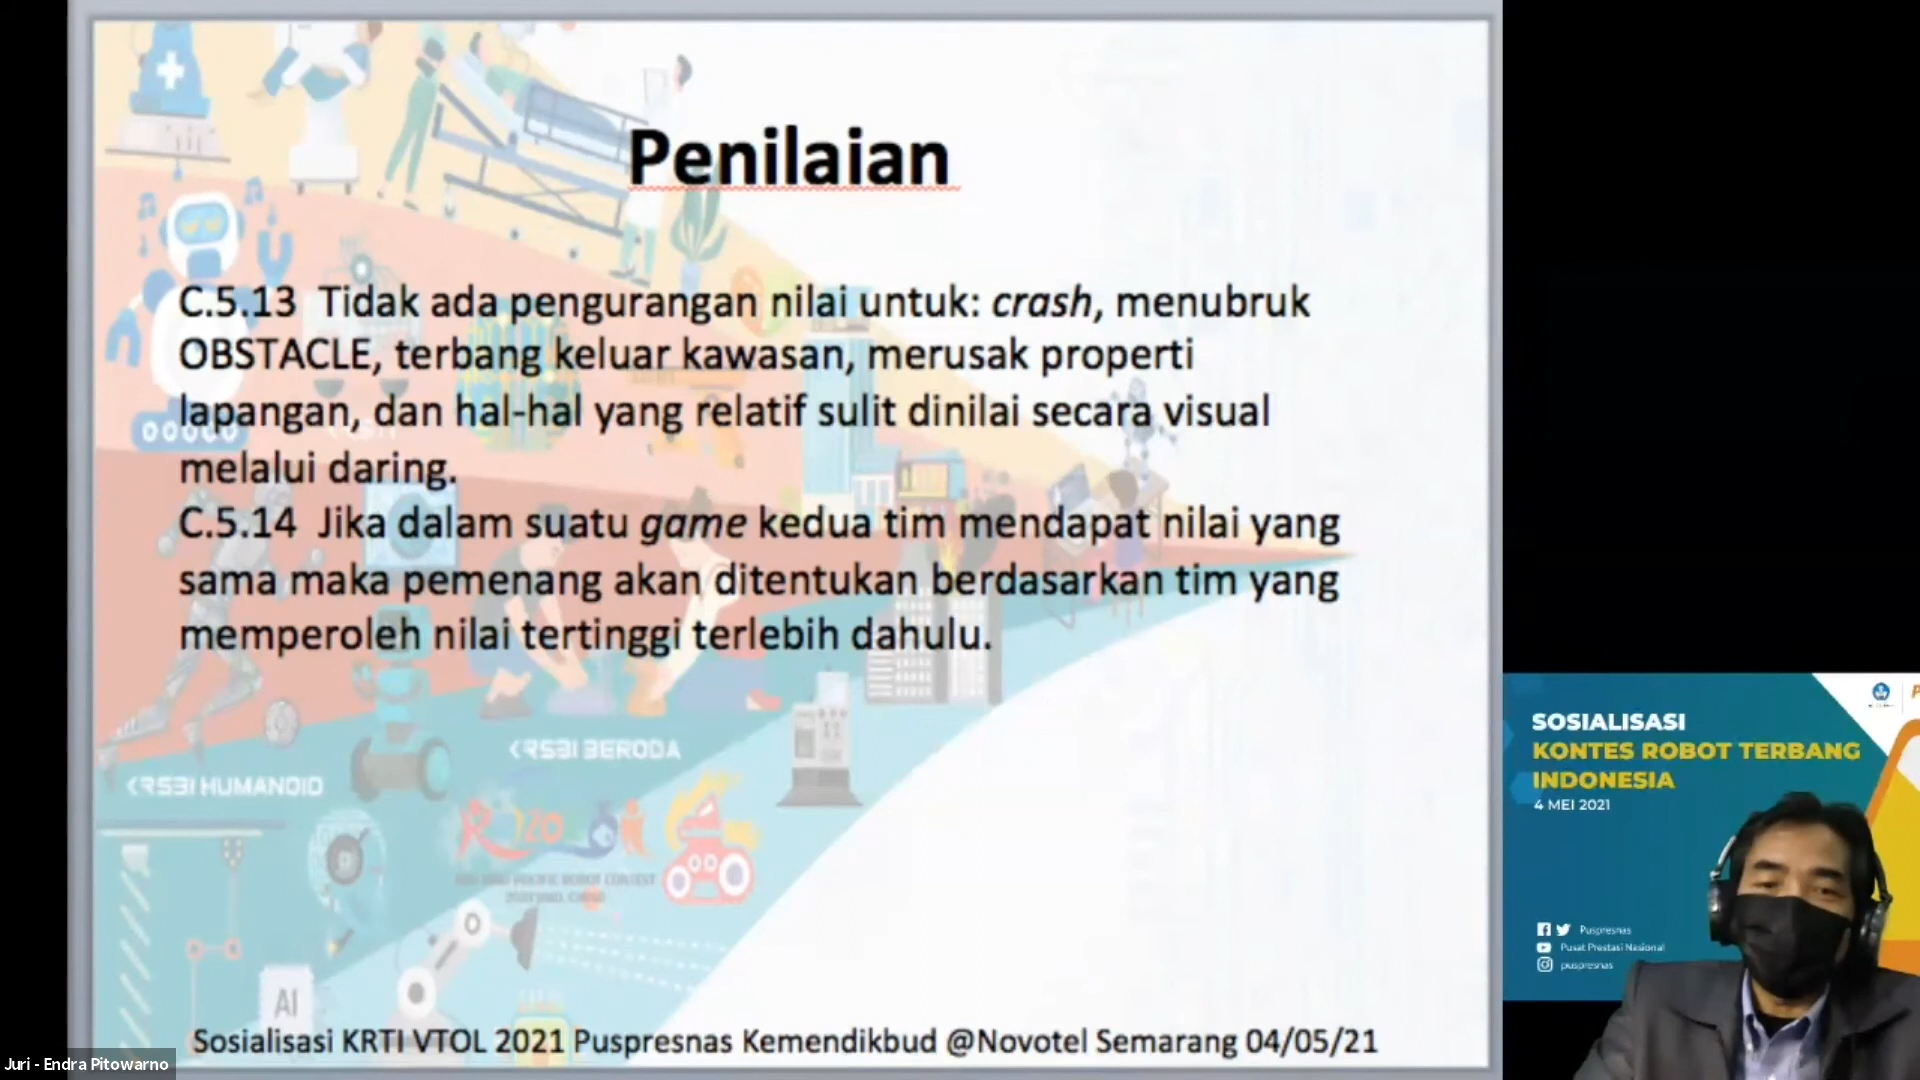 Penilaian
C.5.13 Tidak ada pengurangan nilai untuk: crash, menubruk
OBSTACLE, terbang keluar kawasan, merusak properti
lapangan, dan hal-hal yang relatif sulit dinilai secara visual
melalui daring.
C.5.14 Jika dalam suatu game kedua tim mendapat nilai yang
sama maka pemenang akan ditentukan berdasarkan tim yang
memperoleh nilai tertinggi terlebih dahulu.
KRSBI BERODA
KRSBI HUMANOID
AI
Sosialisasi KRTI VTOL 2021 Puspresnas Kemendikbud @Novotel Semarang 04/05/21
Juri - Endra Pitowarno
SOSIALISASI
KONTES ROBOT TERBANG
INDONESIA
4 MEI 2021
Puspresnas
Pusat Prestasi Nasional
puspresnas